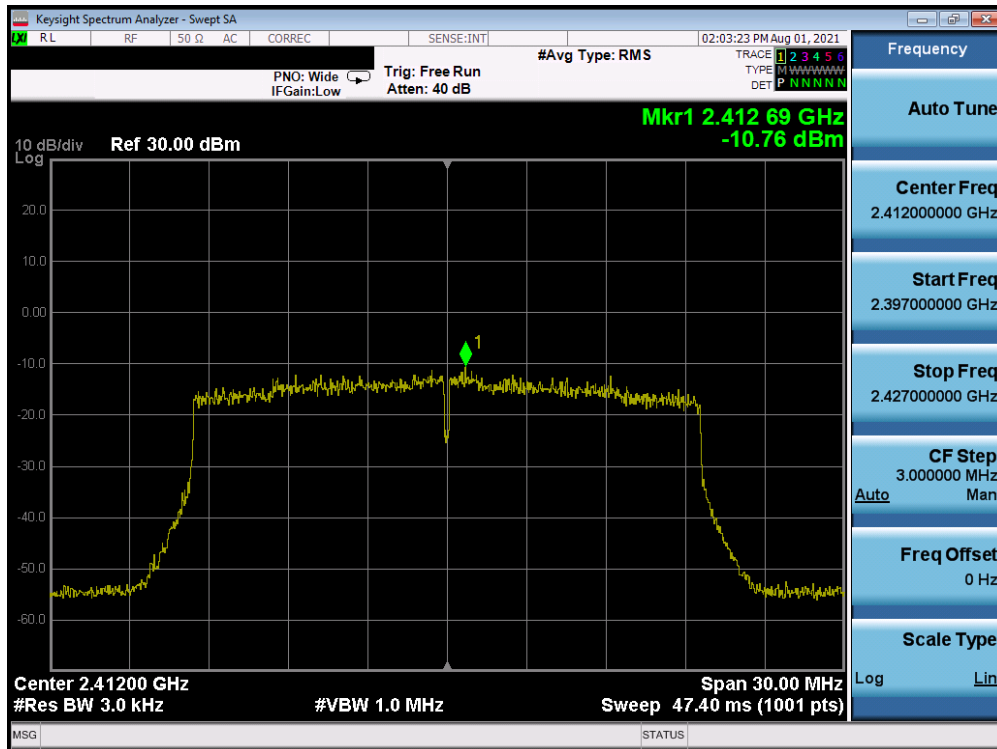 Keysight Spectrum Analyzer - Swept SA
LXI RL RF 50 Ω AC CORREC SENSE:INT 02:03:23 PM Aug 01, 2021
#Avg Type: RMS TRACE 1 2 3 4 5 6
TYPE M W W W W W
DET P N N N N N
PNO: Wide Trig: Free Run
IFGain:Low Atten: 40 dB
Mkr1 2.412 69 GHz
-10.76 dBm
10 dB/div Ref 30.00 dBm
Log
20.0
10.0
0.00
1
-10.0
-20.0
-30.0
-40.0
-50.0
-60.0
Center 2.41200 GHz Span 30.00 MHz
#Res BW 3.0 kHz #VBW 1.0 MHz Sweep 47.40 ms (1001 pts)
MSG STATUS
Frequency
Auto Tune
Center Freq
2.412000000 GHz
Start Freq
2.397000000 GHz
Stop Freq
2.427000000 GHz
CF Step
3.000000 MHz
Auto Man
Freq Offset
0 Hz
Scale Type
Log Lin